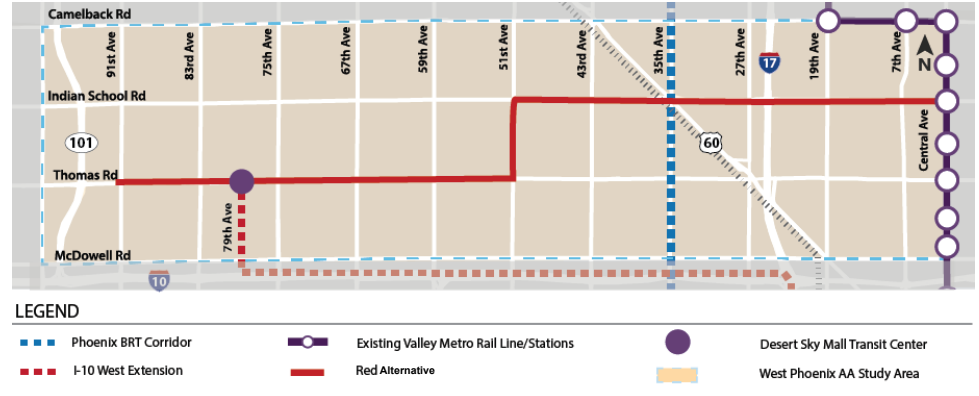 Camelback Rd
91st Ave
83rd Ave
75th Ave
67th Ave
59th Ave
51st Ave
43rd Ave
35th Ave
27th Ave
17
19th Ave
7th Ave
N
Indian School Rd
101
60
Central Ave
Thomas Rd
79th Ave
McDowell Rd
10
LEGEND
Phoenix BRT Corridor
Existing Valley Metro Rail Line/Stations
Desert Sky Mall Transit Center
I-10 West Extension
Red Alternative
West Phoenix AA Study Area